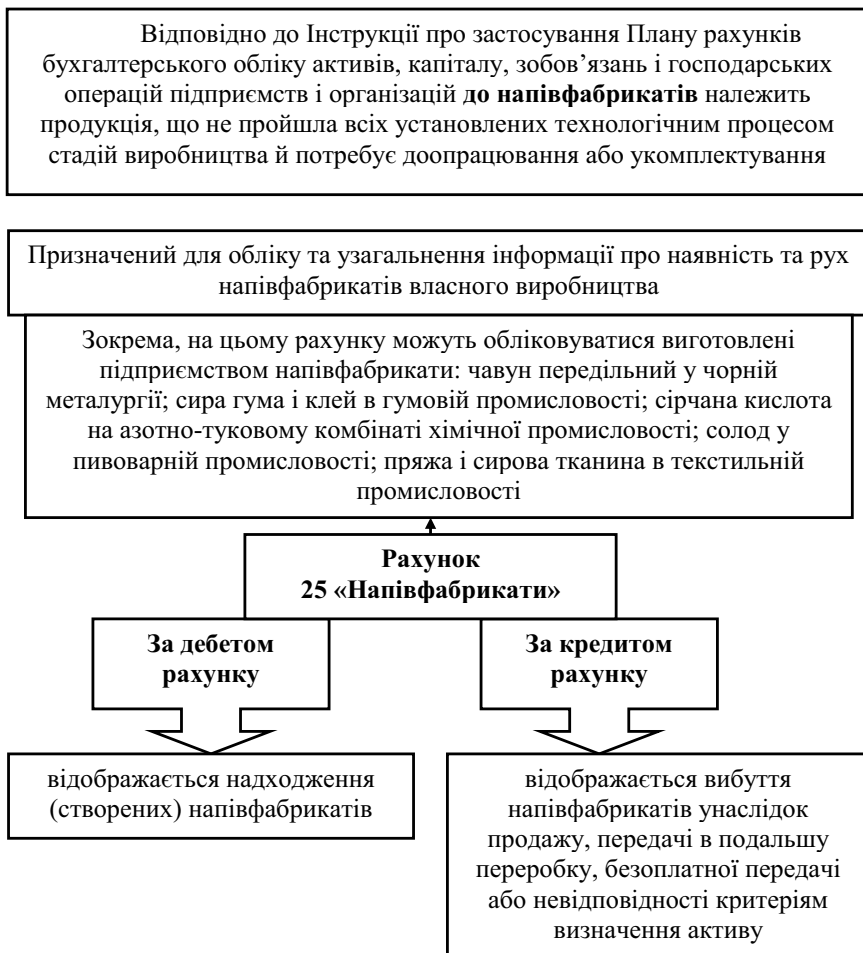 Відповідно до Інструкції про застосування Плану рахунків
бухгалтерського обліку активів, капіталу, зобов’язань і господарських
операцій підприємств і організацій до напівфабрикатів належить
продукція, що не пройшла всіх установлених технологічним процесом
стадій виробництва й потребує доопрацювання або укомплектування
Призначений для обліку та узагальнення інформації про наявність та рух
напівфабрикатів власного виробництва
Зокрема, на цьому рахунку можуть обліковуватися виготовлені
підприємством напівфабрикати: чавун передільний у чорній
металургії; сира гума і клей в гумовій промисловості; сірчана кислота
на азотно-туковому комбінаті хімічної промисловості; солод у
пивоварній промисловості; пряжа і сирова тканина в текстильній
промисловості
Рахунок
25 «Напівфабрикати»
За дебетом
рахунку
За кредитом
рахунку
відображається надходження
(створених) напівфабрикатів
відображається вибуття
напівфабрикатів унаслідок
продажу, передачі в подальшу
переробку, безоплатної передачі
або невідповідності критеріям
визначення активу